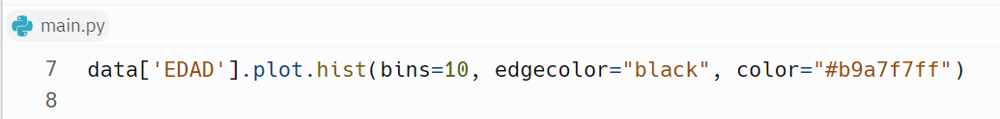 main.py
7 data['EDAD'].plot.hist(bins=10, edgecolor="black", color="#b9a7f7ff")
8